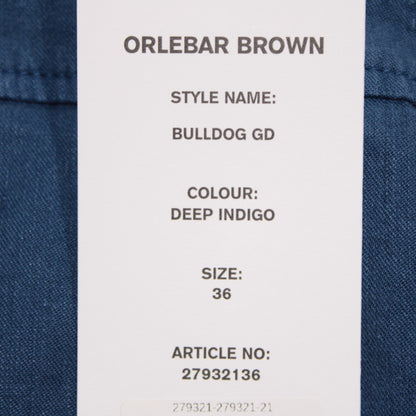 ORLEBAR BROWN
STYLE NAME:
BULLDOG GD
COLOUR:
DEEP INDIGO
SIZE:
36
ARTICLE NO:
27932136
279321-279321-21